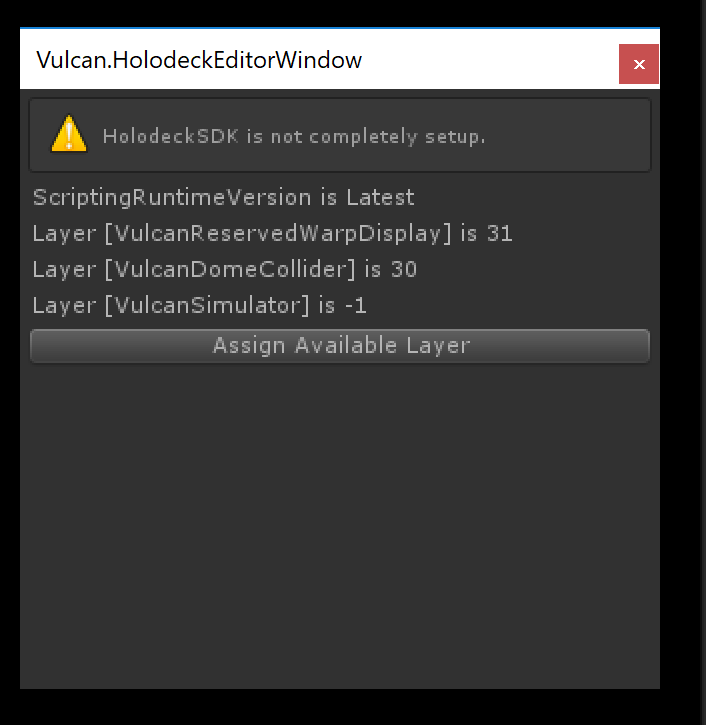 Vulcan.HolodeckEditorWindow
HolodeckSDK is not completely setup.
ScriptingRuntimeVersion is Latest
Layer [VulcanReservedWarpDisplay] is 31
Layer [VulcanDomeCollider] is 30
Layer [VulcanSimulator] is -1
Assign Available Layer